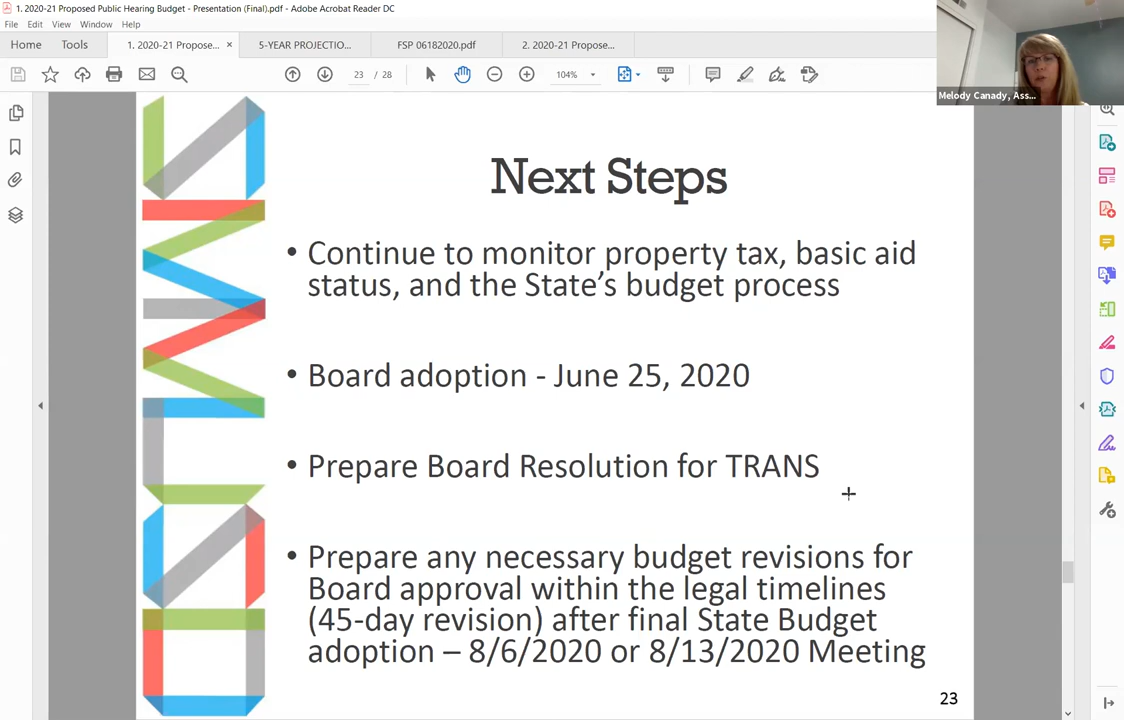 1. 2020-21 Proposed Public Hearing Budget - Presentation (Final).pdf - Adobe Acrobat Reader DC
File Edit View Window Help
Home Tools 1. 2020-21 Propose... × 5-YEAR PROJECTIO... FSP 06182020.pdf 2. 2020-21 Propose...
23 / 28 104%
Melody Canady, Ass...
Next Steps
• Continue to monitor property tax, basic aid
status, and the State’s budget process
• Board adoption - June 25, 2020
• Prepare Board Resolution for TRANS
• Prepare any necessary budget revisions for
Board approval within the legal timelines
(45-day revision) after final State Budget
adoption – 8/6/2020 or 8/13/2020 Meeting
23